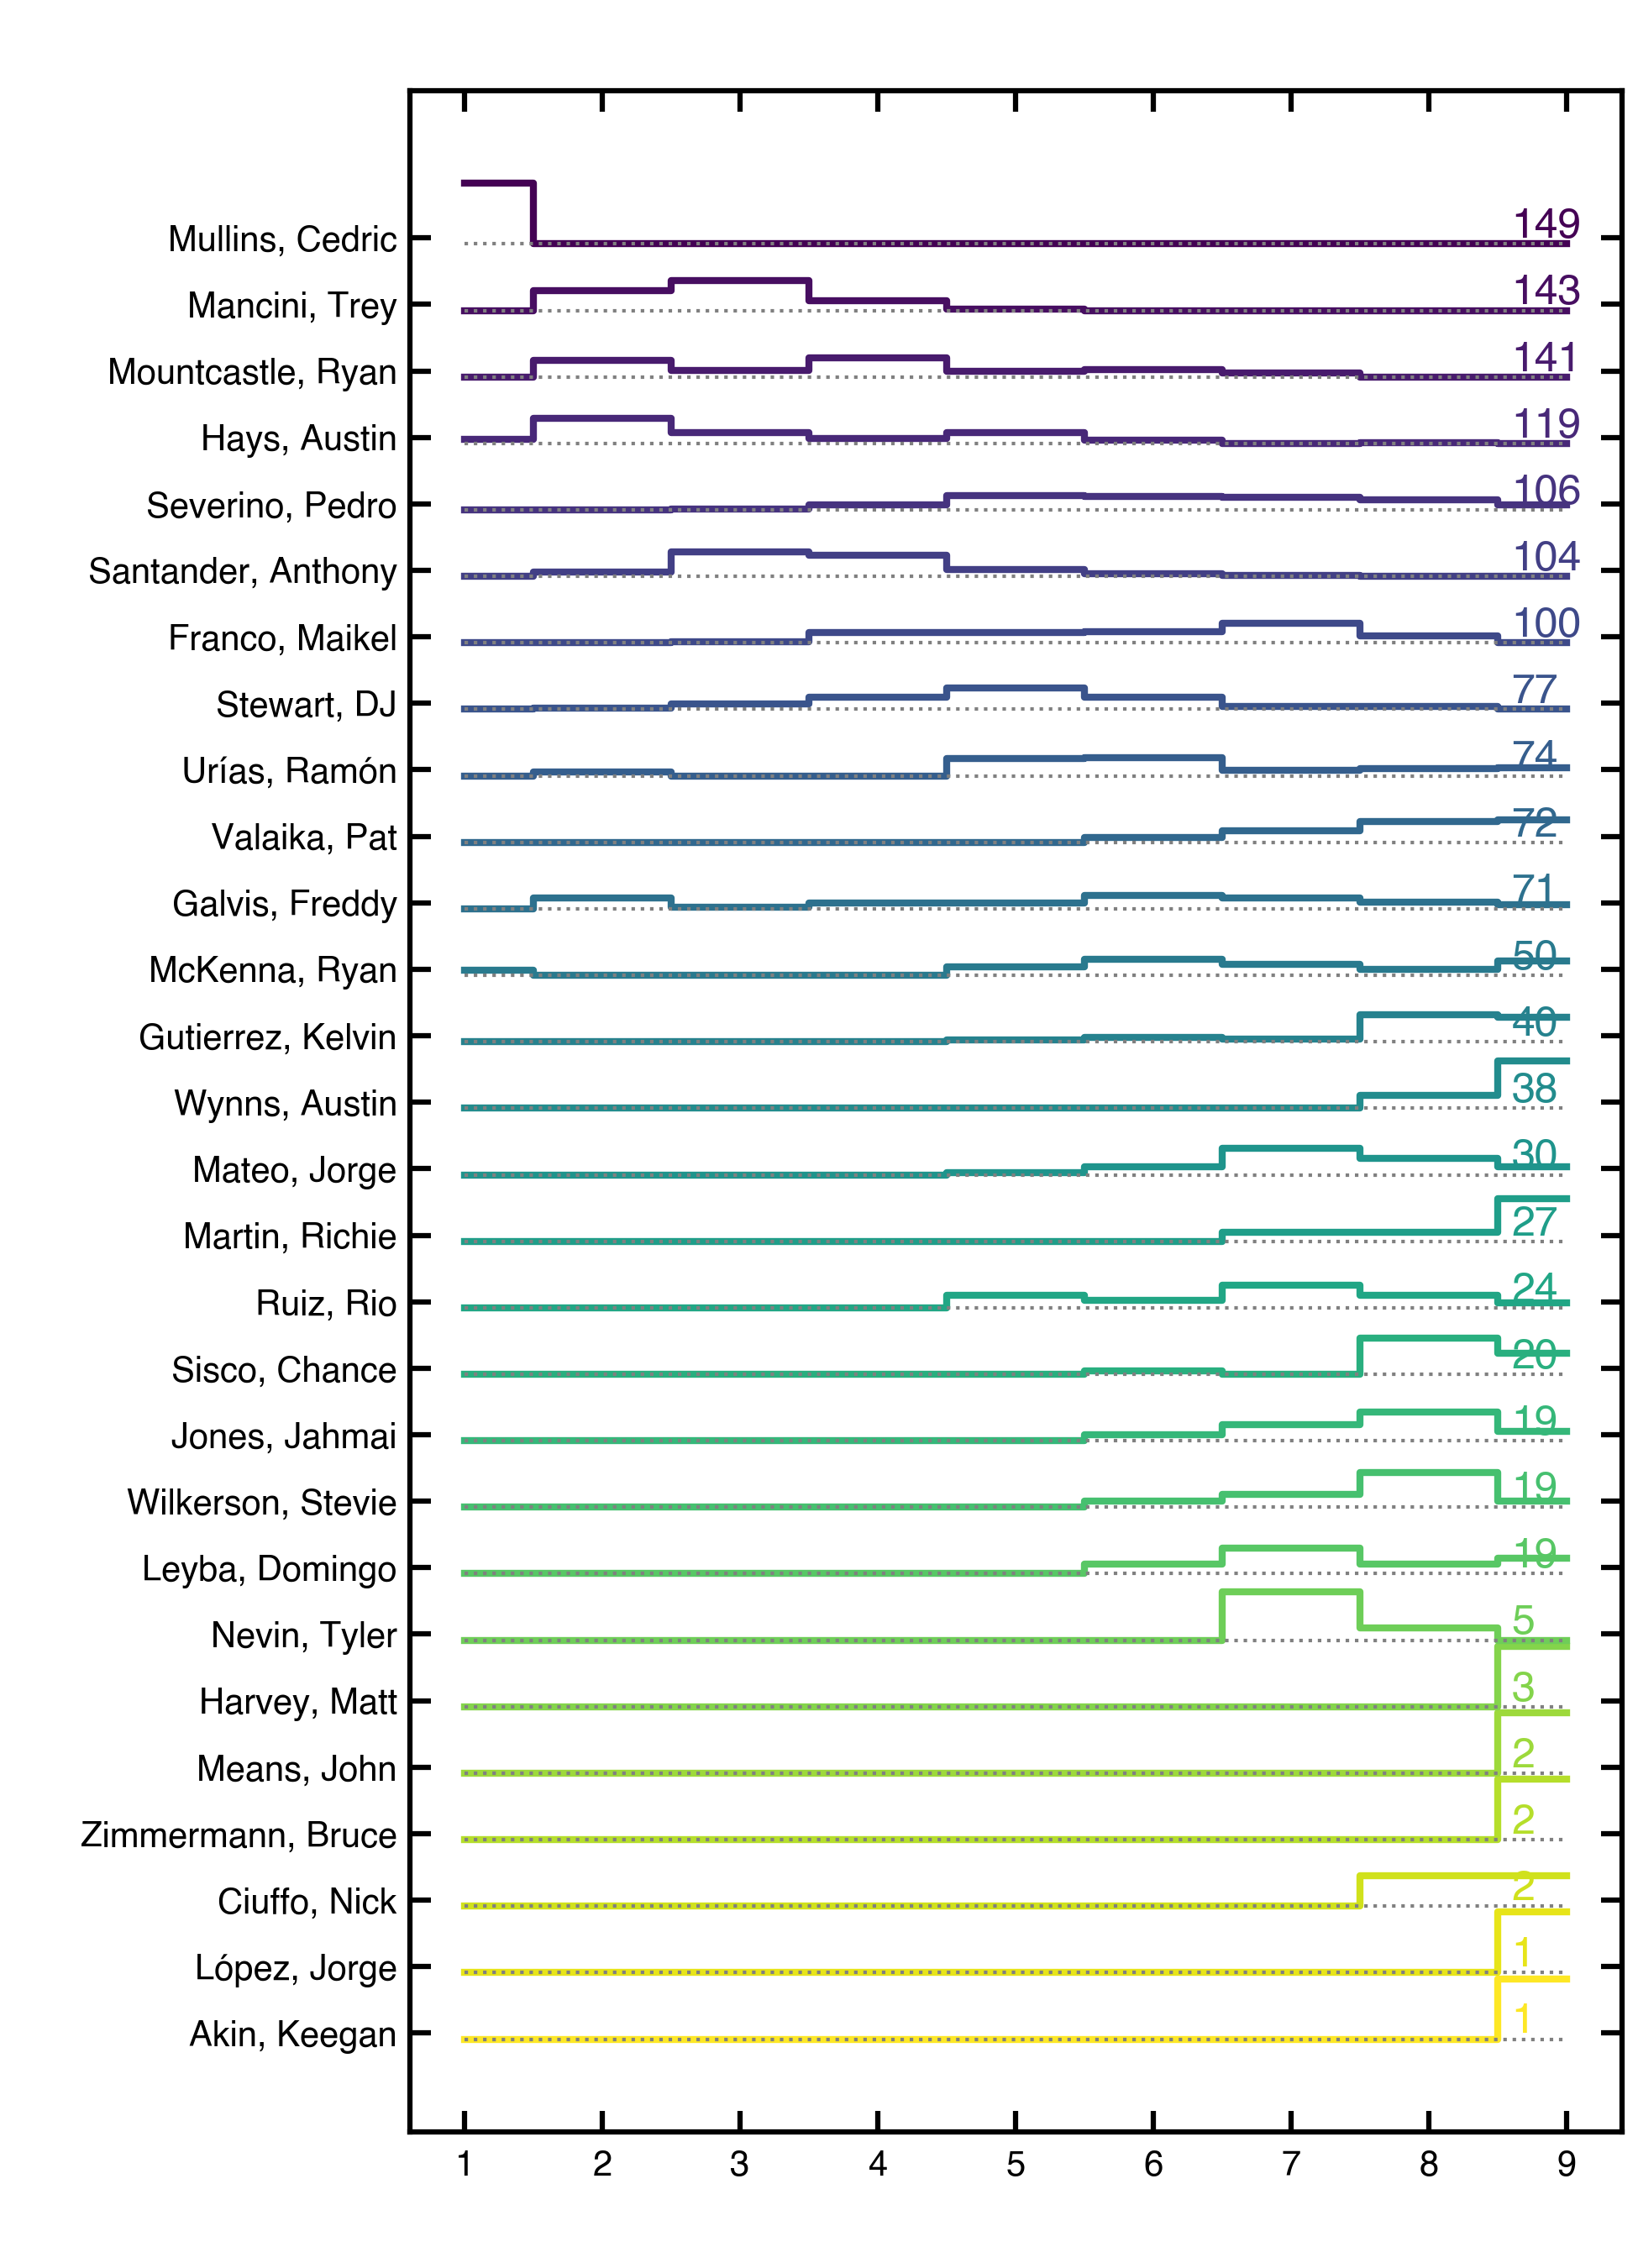 Mullins, Cedric 149
Mancini, Trey 143
Mountcastle, Ryan 141
Hays, Austin 119
Severino, Pedro 106
Santander, Anthony 104
Franco, Maikel 100
Stewart, DJ 77
Urías, Ramón 74
Valaika, Pat 72
Galvis, Freddy 71
McKenna, Ryan 50
Gutierrez, Kelvin 40
Wynns, Austin 38
Mateo, Jorge 30
Martin, Richie 27
Ruiz, Rio 24
Sisco, Chance 20
Jones, Jahmai 19
Wilkerson, Stevie 19
Leyba, Domingo 19
Nevin, Tyler 5
Harvey, Matt 3
Means, John 2
Zimmermann, Bruce 2
Ciuffo, Nick 2
López, Jorge 1
Akin, Keegan 1
1 2 3 4 5 6 7 8 9